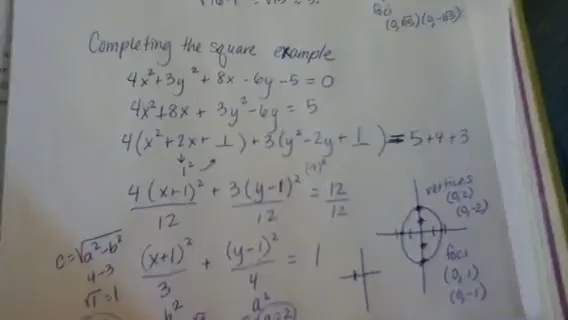 foci
(0,√3)(0,-√3)
Completing the square example
4x²+3y²+8x-6y-5=0
4x²+8x+3y²-6y=5
4(x²+2x+1)+3(y²-2y+1)=5+4+3
1²
4(x+1)²/12 + 3(y-1)²/12 = 12/12
vertices
(0,2)
(0,-2)
c=√a²-b²
4-3
√1=1
(x+1)²/3 + (y-1)²/4 = 1
b² a²
foci
(0,1)
(0,-1)